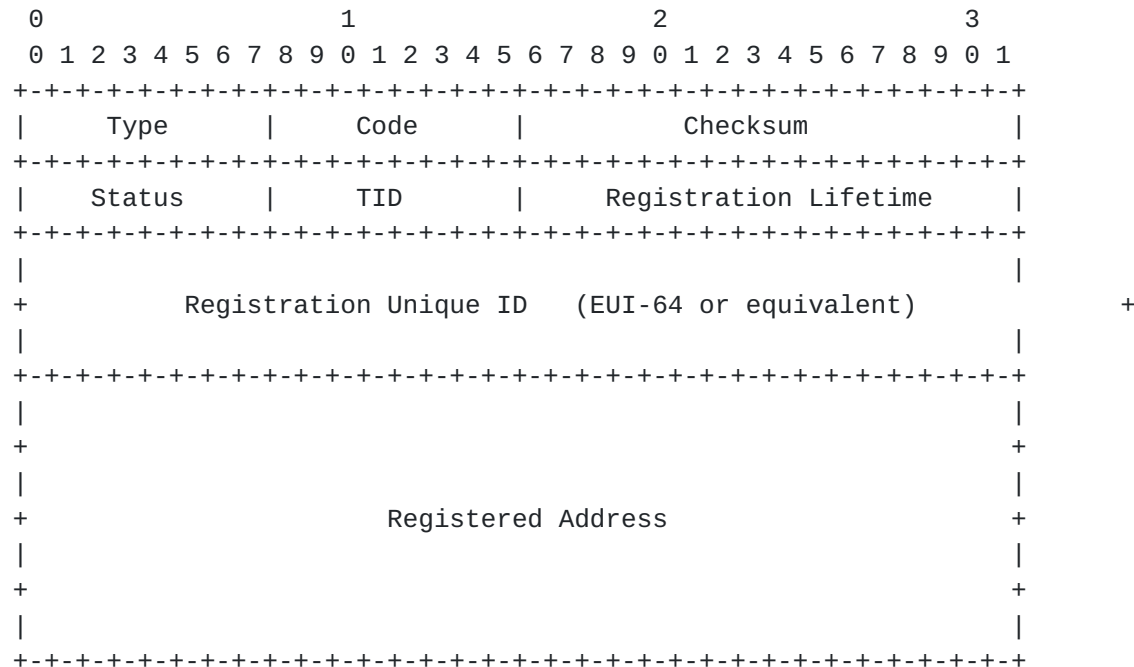 0                   1                   2                   3
 0 1 2 3 4 5 6 7 8 9 0 1 2 3 4 5 6 7 8 9 0 1 2 3 4 5 6 7 8 9 0 1
+-+-+-+-+-+-+-+-+-+-+-+-+-+-+-+-+-+-+-+-+-+-+-+-+-+-+-+-+-+-+-+-+
|     Type      |     Code      |          Checksum             |
+-+-+-+-+-+-+-+-+-+-+-+-+-+-+-+-+-+-+-+-+-+-+-+-+-+-+-+-+-+-+-+-+
|    Status     |     TID       |     Registration Lifetime     |
+-+-+-+-+-+-+-+-+-+-+-+-+-+-+-+-+-+-+-+-+-+-+-+-+-+-+-+-+-+-+-+-+
|                                                               |
+          Registration Unique ID   (EUI-64 or equivalent)             +
|                                                               |
+-+-+-+-+-+-+-+-+-+-+-+-+-+-+-+-+-+-+-+-+-+-+-+-+-+-+-+-+-+-+-+-+
|                                                               |
+                                                               +
|                                                               |
+                       Registered Address                      +
|                                                               |
+                                                               +
|                                                               |
+-+-+-+-+-+-+-+-+-+-+-+-+-+-+-+-+-+-+-+-+-+-+-+-+-+-+-+-+-+-+-+-+